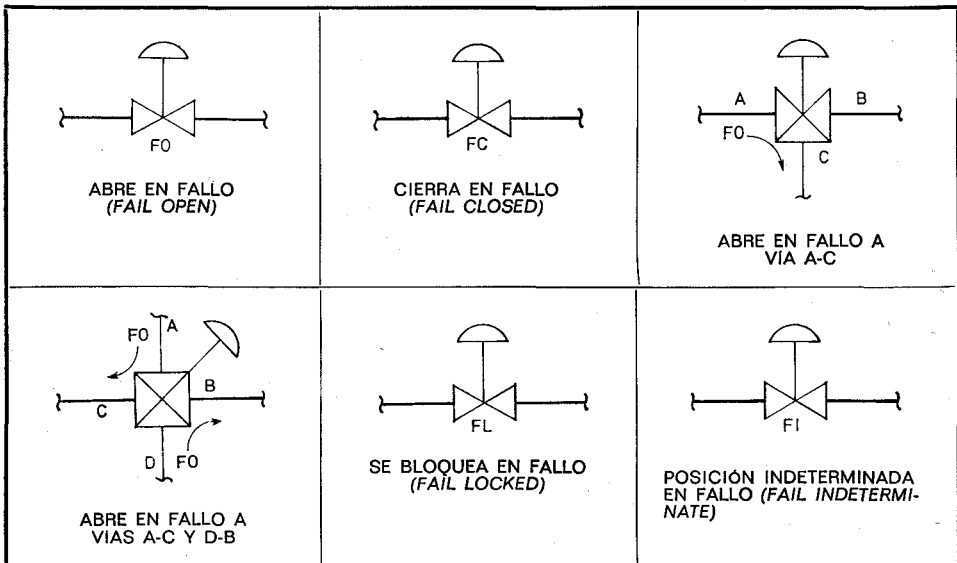 FO
ABRE EN FALLO
(FAIL OPEN)
FC
CIERRA EN FALLO
(FAIL CLOSED)
A
B
FO
C
ABRE EN FALLO A
VÍA A-C
A
FO
B
C
D
FO
ABRE EN FALLO A
VÍAS A-C Y D-B
FL
SE BLOQUEA EN FALLO
(FAIL LOCKED)
FI
POSICIÓN INDETERMINADA
EN FALLO (FAIL INDETERMI-
NATE)